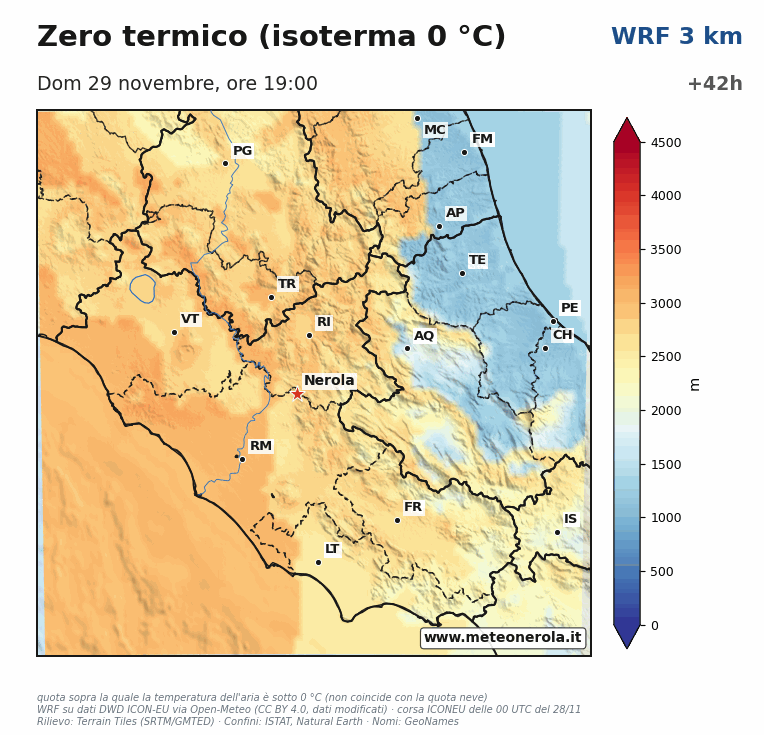 Zero termico (isoterma 0 °C)
WRF 3 km
Dom 29 novembre, ore 19:00
+42h
MC
FM
PG
AP
TE
TR
PE
VT
RI
AQ
CH
Nerola
RM
FR
IS
LT
www.meteonerola.it
4500
4000
3500
3000
2500
2000
1500
1000
500
0
m
quota sopra la quale la temperatura dell'aria è sotto 0 °C (non coincide con la quota neve)
WRF su dati DWD ICON-EU via Open-Meteo (CC BY 4.0, dati modificati) · corsa ICONEU delle 00 UTC del 28/11
Rilievo: Terrain Tiles (SRTM/GMTED) · Confini: ISTAT, Natural Earth · Nomi: GeoNames